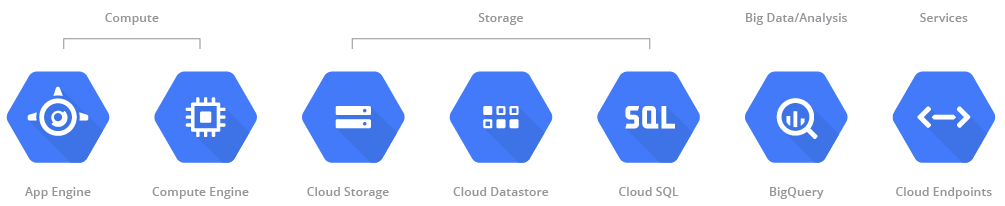 Compute
Storage
Big Data/Analysis
Services
SQL
App Engine
Compute Engine
Cloud Storage
Cloud Datastore
Cloud SQL
BigQuery
Cloud Endpoints